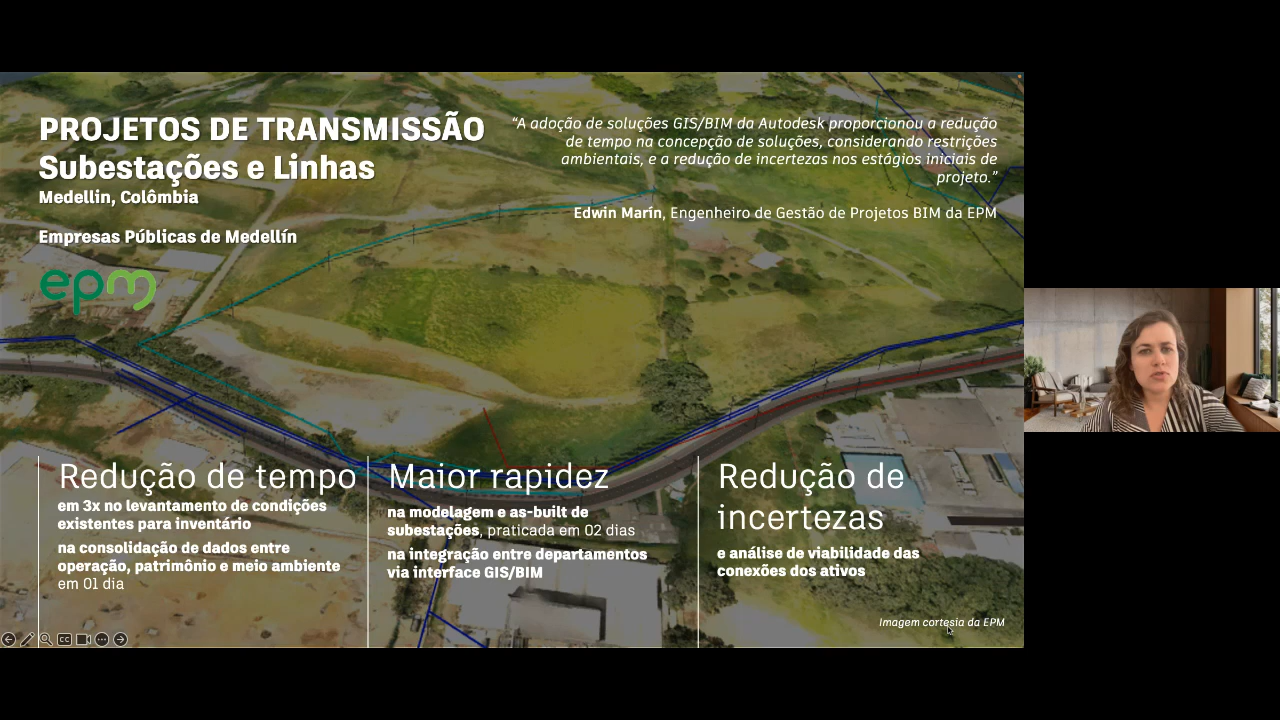 PROJETOS DE TRANSMISSÃO
Subestações e Linhas
Medellin, Colômbia
Empresas Públicas de Medellín
epm
“A adoção de soluções GIS/BIM da Autodesk proporcionou a redução
de tempo na concepção de soluções, considerando restrições
ambientais, e a redução de incertezas nos estágios iniciais de
projeto.”
Edwin Marín, Engenheiro de Gestão de Projetos BIM da EPM
Redução de tempo
em 3x no levantamento de condições
existentes para inventário
na consolidação de dados entre
operação, patrimônio e meio ambiente
em 01 dia
Maior rapidez
na modelagem e as-built de
subestações, praticada em 02 dias
na integração entre departamentos
via interface GIS/BIM
Redução de
incertezas
e análise de viabilidade das
conexões dos ativos
Imagem cortesia da EPM
CC